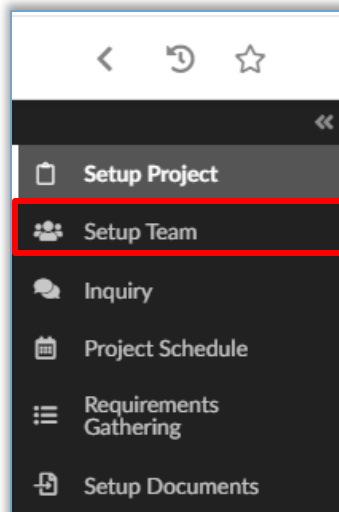 Setup Project
Setup Team
Inquiry
Project Schedule
Requirements
Gathering
Setup Documents